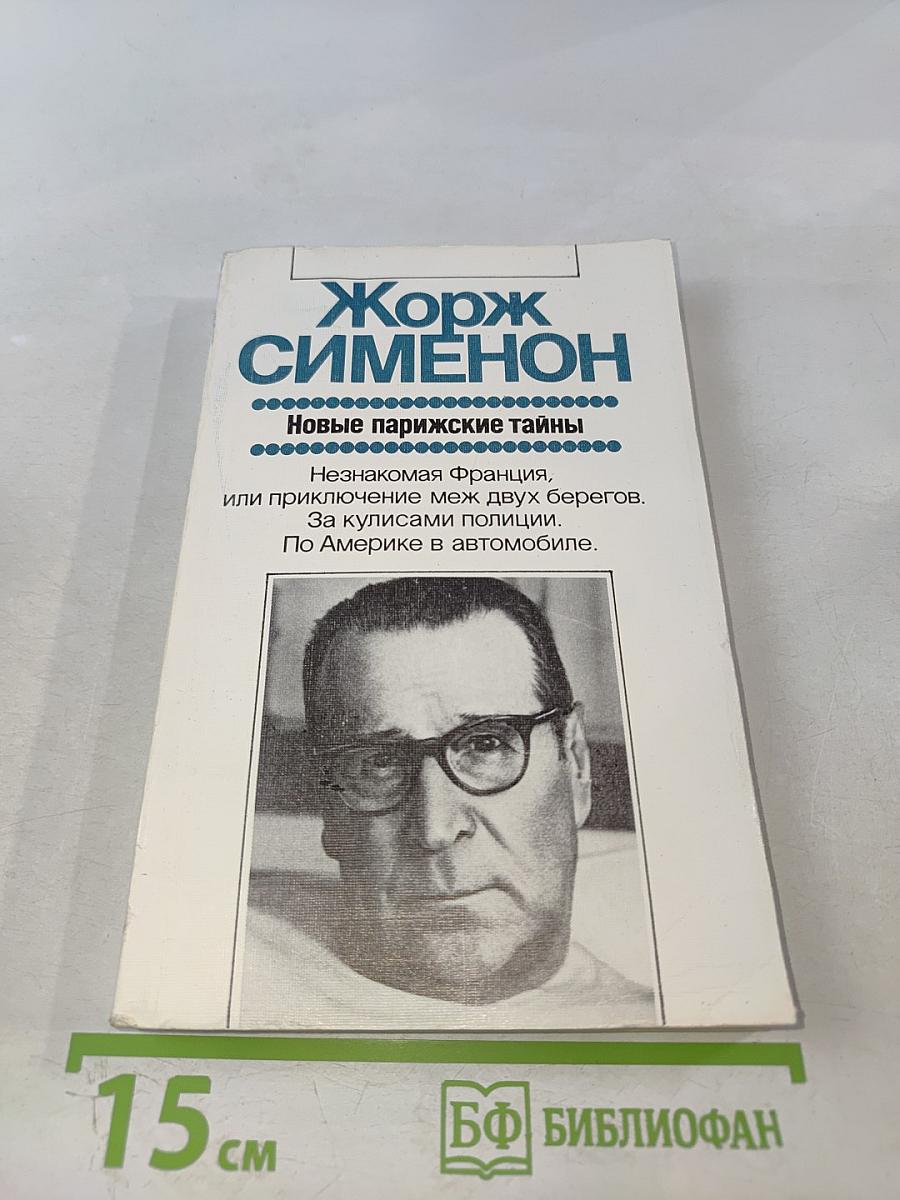 Жорж
СИМЕНОН
Новые парижские тайны
Незнакомая Франция,
или приключение меж двух берегов.
За кулисами полиции.
По Америке в автомобиле.
15 см
БФ БИБЛИОФАН